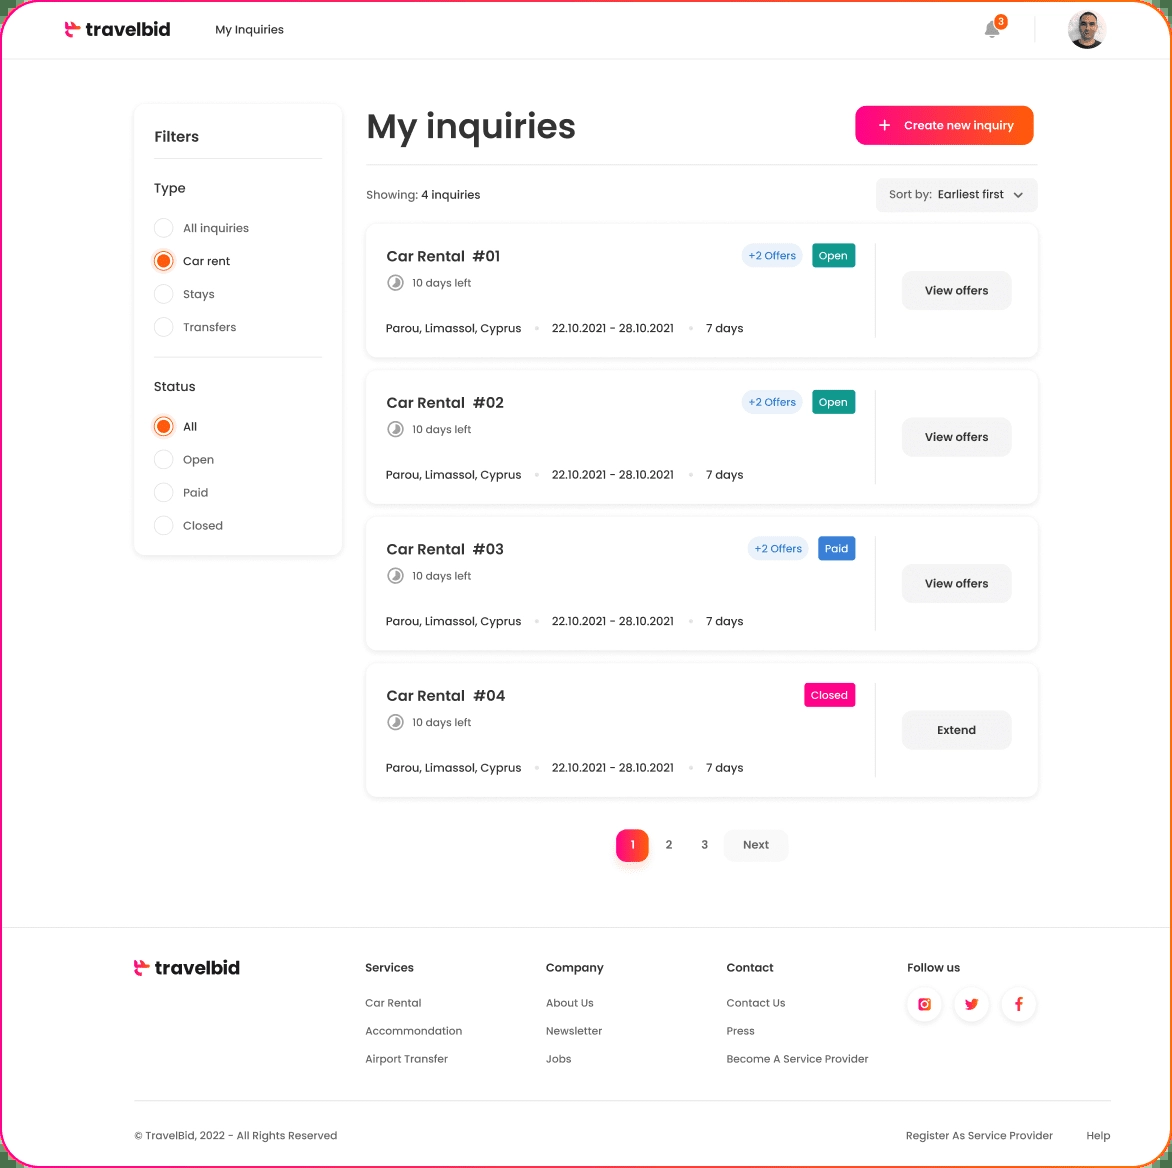 travelbid
My Inquiries
3
Filters
Type
All inquiries
Car rent
Stays
Transfers
Status
All
Open
Paid
Closed
My inquiries
+ Create new inquiry
Showing: 4 inquiries
Sort by: Earliest first
Car Rental #01
+2 Offers
Open
10 days left
View offers
Parou, Limassol, Cyprus 22.10.2021 - 28.10.2021 7 days
Car Rental #02
+2 Offers
Open
10 days left
View offers
Parou, Limassol, Cyprus 22.10.2021 - 28.10.2021 7 days
Car Rental #03
+2 Offers
Paid
10 days left
View offers
Parou, Limassol, Cyprus 22.10.2021 - 28.10.2021 7 days
Car Rental #04
Closed
10 days left
Extend
Parou, Limassol, Cyprus 22.10.2021 - 28.10.2021 7 days
1 2 3 Next
travelbid
Services
Car Rental
Accommondation
Airport Transfer
Company
About Us
Newsletter
Jobs
Contact
Contact Us
Press
Become A Service Provider
Follow us
© TravelBid, 2022 - All Rights Reserved
Register As Service Provider
Help